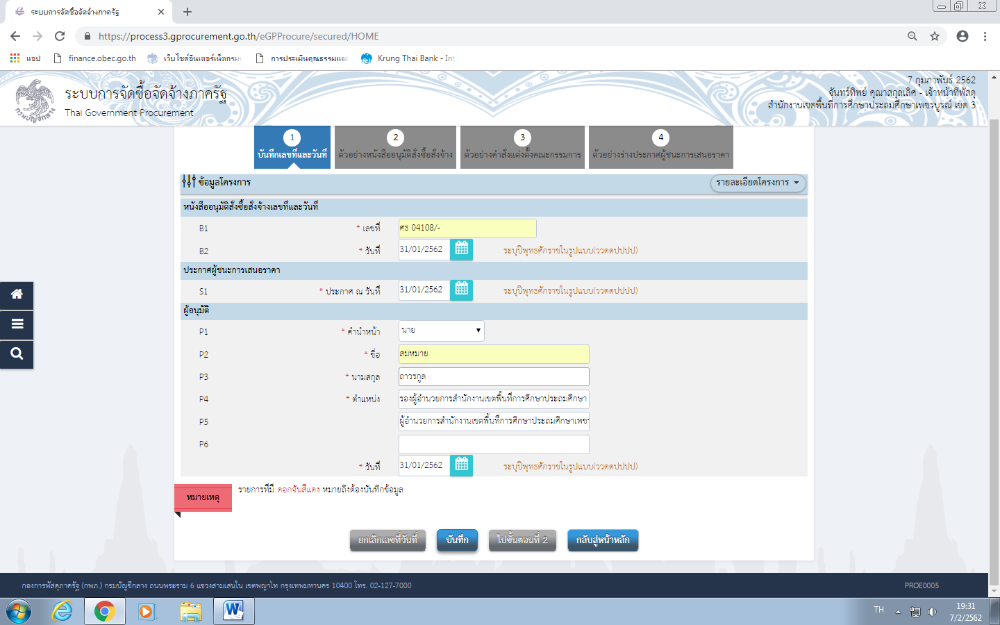 ระบบการจัดซื้อจัดจ้างภาครัฐ
https://process3.gprocurement.go.th/eGPProcure/secured/HOME
แอป finance.obec.go.th เว็บไซต์อินเตอร์เน็ตกรม การประเมินคุณธรรมและ Krung Thai Bank - Int
ระบบการจัดซื้อจัดจ้างภาครัฐ
Thai Government Procurement
กรมบัญชีกลาง
7 กุมภาพันธ์ 2562
จันทร์ทิพย์ คุณาสกุลเลิศ - เจ้าหน้าที่พัสดุ
สำนักงานเขตพื้นที่การศึกษาประถมศึกษาเพชรบูรณ์ เขต 3
1 2 3 4
บันทึกเลขที่และวันที่ ตัวอย่างหนังสืออนุมัติสั่งซื้อสั่งจ้าง ตัวอย่างคำสั่งแต่งตั้งคณะกรรมการ ตัวอย่างร่างประกาศผู้ชนะการเสนอราคา
ข้อมูลโครงการ รายละเอียดโครงการ
หนังสืออนุมัติสั่งซื้อสั่งจ้างเลขที่และวันที่
B1 * เลขที่ ศธ 04108/-
B2 * วันที่ 31/01/2562 ระบุปีพุทธศักราชในรูปแบบ(ววดดปปปป)
ประกาศผู้ชนะการเสนอราคา
S1 * ประกาศ ณ วันที่ 31/01/2562 ระบุปีพุทธศักราชในรูปแบบ(ววดดปปปป)
ผู้อนุมัติ
P1 * คำนำหน้า นาย
P2 * ชื่อ สมหมาย
P3 * นามสกุล ถาวรกูล
P4 * ตำแหน่ง รองผู้อำนวยการสำนักงานเขตพื้นที่การศึกษาประถมศึกษา
P5 ผู้อำนวยการสำนักงานเขตพื้นที่การศึกษาประถมศึกษาเพชร
P6
* วันที่ 31/01/2562 ระบุปีพุทธศักราชในรูปแบบ(ววดดปปปป)
หมายเหตุ รายการที่มี ดอกจันสีแดง หมายถึงต้องบันทึกข้อมูล
ยกเลิกเลขที่วันที่ บันทึก ไปขั้นตอนที่ 2 กลับสู่หน้าหลัก
กองการพัสดุภาครัฐ (กพภ.) กรมบัญชีกลาง ถนนพระราม 6 แขวงสามเสนใน เขตพญาไท กรุงเทพมหานคร 10400 โทร. 02-127-7000 PROE0005
TH 19:31
7/2/2562